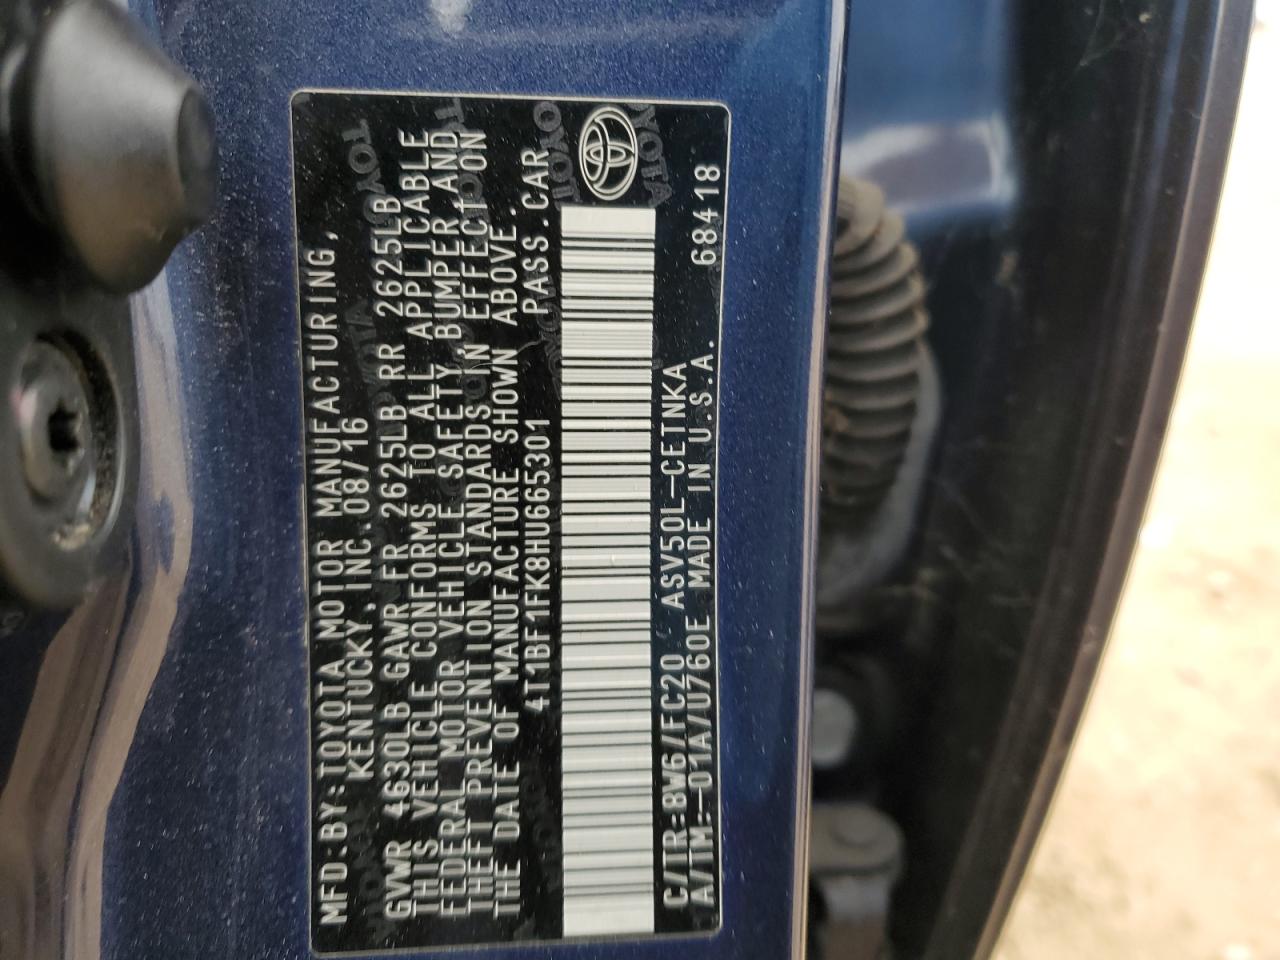 MFD:BY:TOYOTA MOTOR MANUFACTURING,
KENTUCKY, INC. 08/16
GVWR 4630LB GAWR FR 2625LB RR 2625LB
THIS VEHICLE CONFORMS TO ALL APPLICABLE
FEDERAL MOTOR VEHICLE SAFETY, BUMPER, AND
THEFT PREVENTION STANDARDS IN EFFECT ON
THE DATE OF MANUFACTURE SHOWN ABOVE.
4T1BF1FK8HU665301 PASS.CAR
C/TR:8W6/FC20 ASV50L-CETNKA
A/TM:-01A/U760E MADE IN U.S.A. 68418